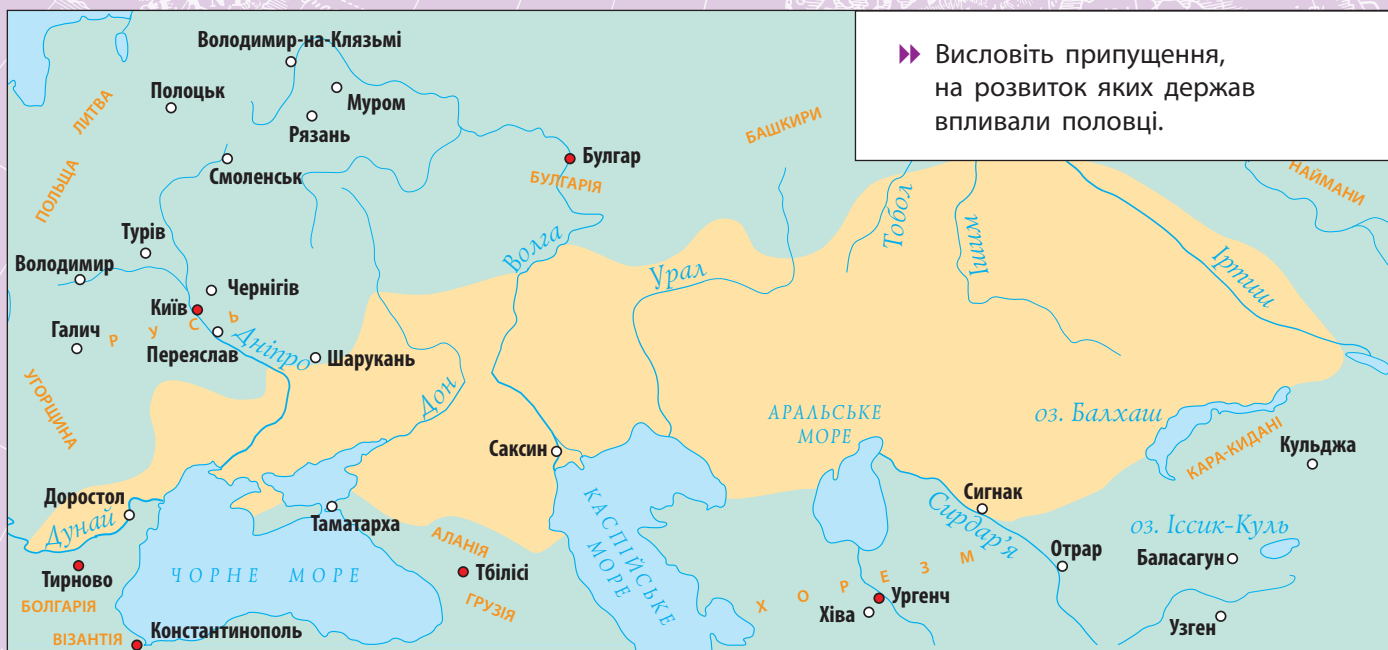 Володимир-на-Клязьмі
▶▶ Висловіть припущення,
на розвиток яких держав
впливали половці.
Полоцьк
Муром
ЛИТВА
Рязань
БАШКИРИ
Смоленськ
Булгар
БУЛГАРІЯ
НАЙМАНИ
ПОЛЬЩА
Тобол
Ішим
Іртиш
Турів
Володимир
Волга
Урал
Чернігів
Київ
Галич
РУСЬ
Переяслав
Дніпро
Шарукань
УГОРЩИНА
Дон
АРАЛЬСЬКЕ
МОРЕ
оз. Балхаш
Саксин
КАРА-КИДАНІ
Кульджа
Доростол
Дунай
Таматарха
КАСПІЙСЬКЕ
МОРЕ
Сигнак
Сирдар'я
оз. Іссик-Куль
АЛАНІЯ
Тирново
ЧОРНЕ МОРЕ
Тбілісі
Отрар
Баласагун
БОЛГАРІЯ
ГРУЗІЯ
ХОРЕЗМ
Ургенч
Хіва
Узген
ВІЗАНТІЯ
Константинополь